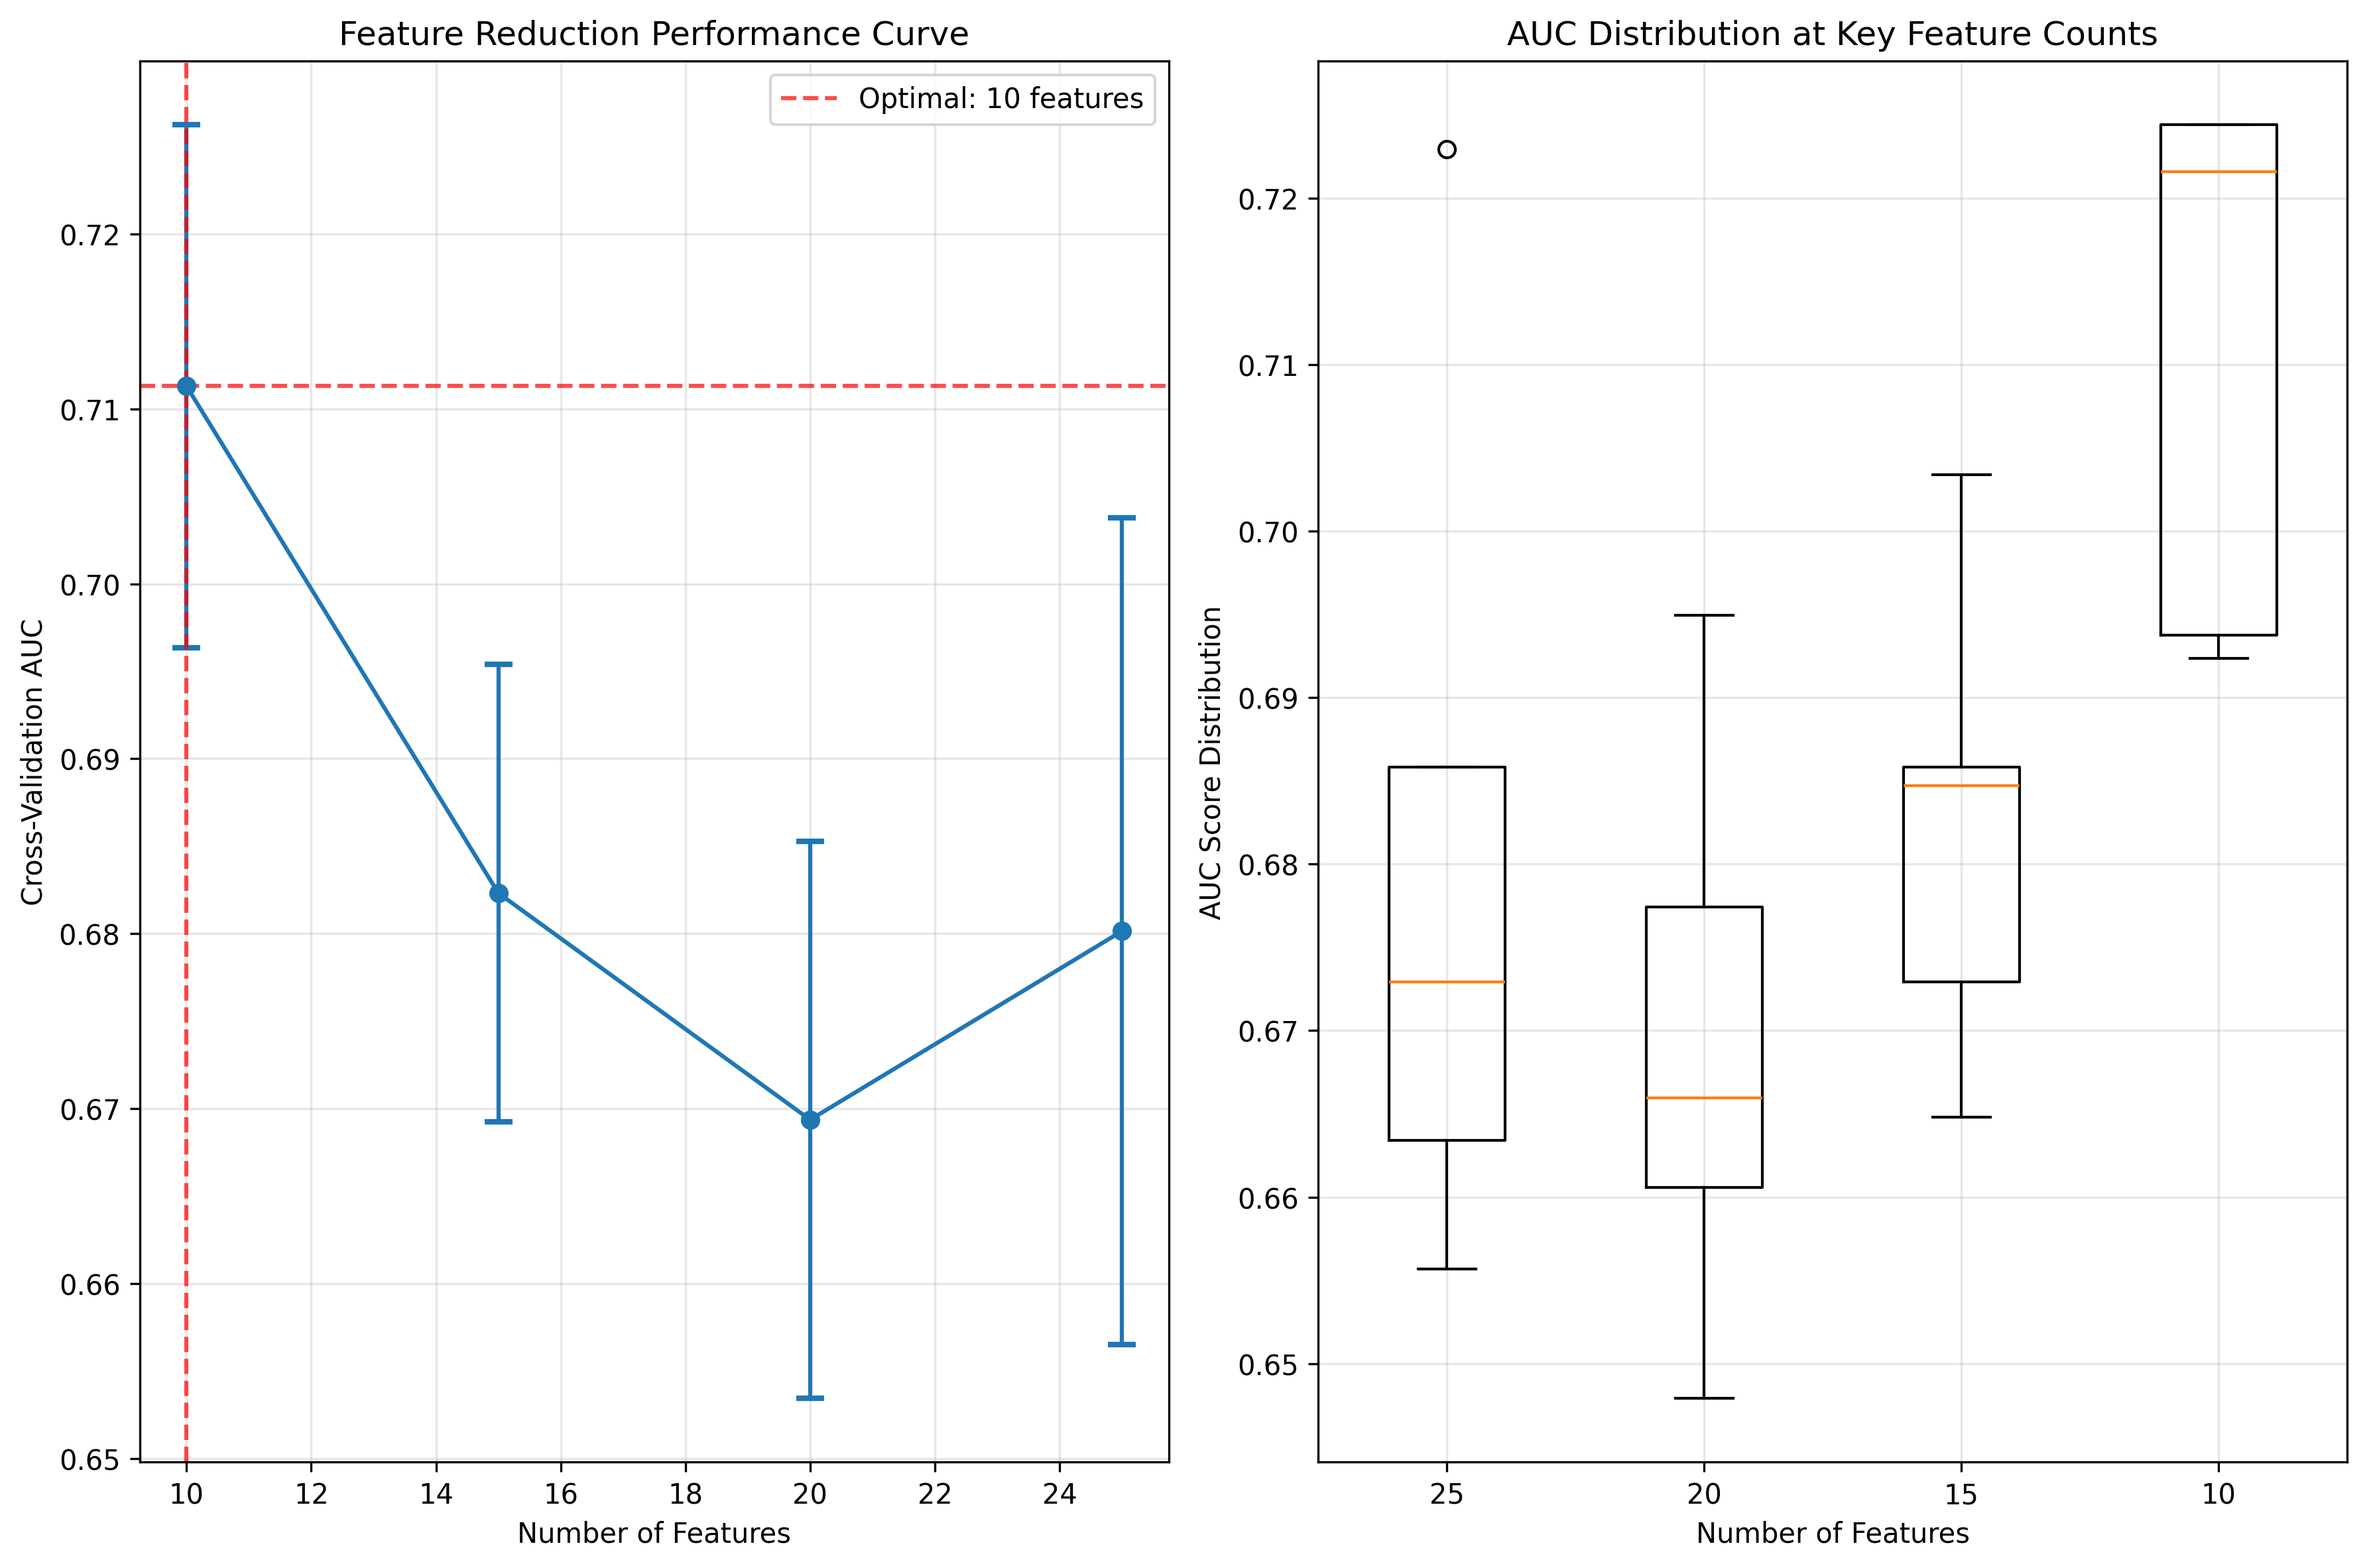 Feature Reduction Performance Curve
Optimal: 10 features
0.72
0.71
0.70
0.69
0.68
0.67
0.66
0.65
Cross-Validation AUC
10 12 14 16 18 20 22 24
Number of Features
AUC Distribution at Key Feature Counts
0.72
0.71
0.70
0.69
0.68
0.67
0.66
0.65
AUC Score Distribution
25 20 15 10
Number of Features